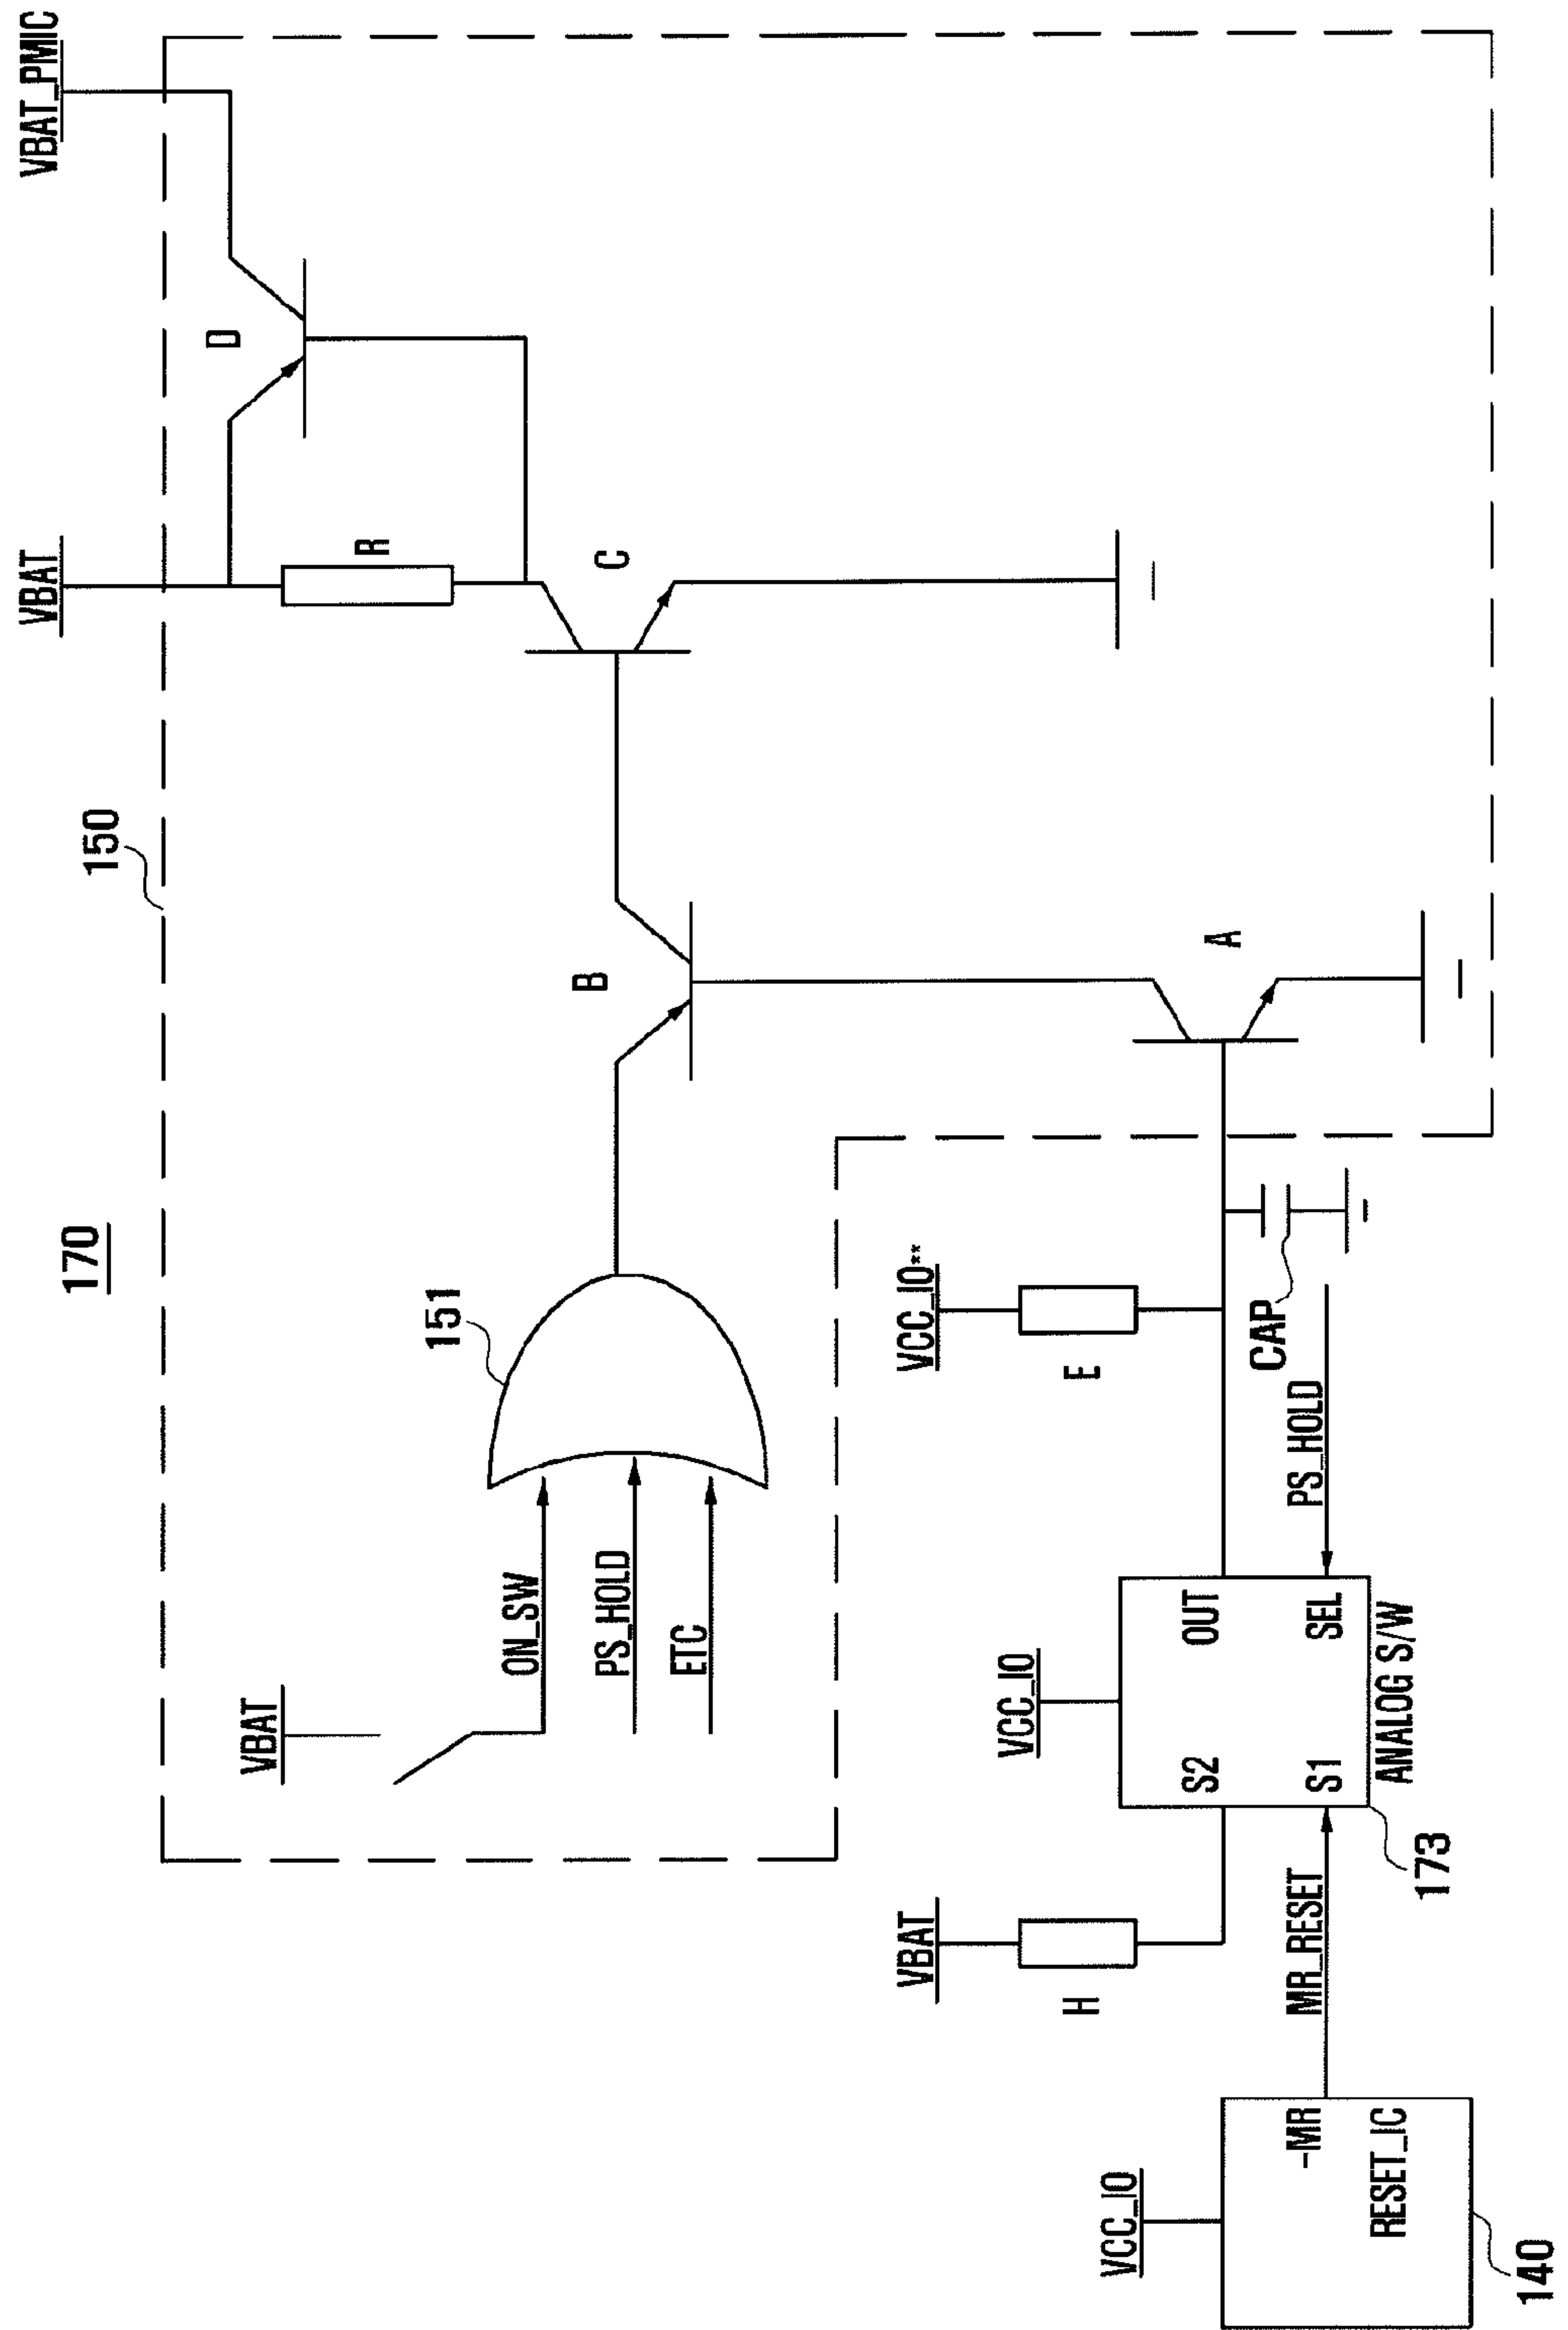 170
150
VBAT
VBAT_PMIC
D
R
C
B
A
151
VBAT
ON_SW
PS_HOLD
ETC
VCC_IO**
E
CAP
PS_HOLD
VCC_IO
OUT
SEL
S2
S1
ANALOG S/W
173
VBAT
H
MR_RESET
VCC_IO
-MR
RESET_IC
140